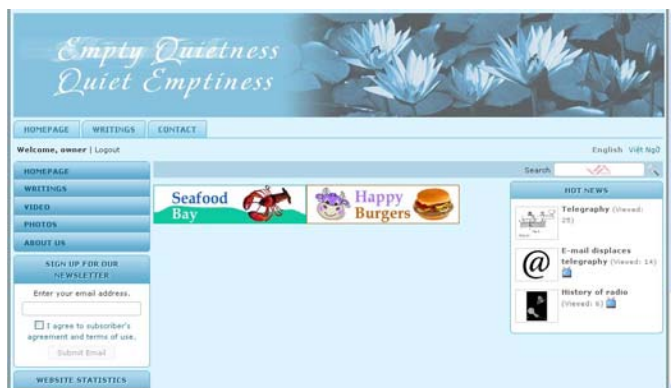 Empty Quietness
Quiet Emptiness
HOMEPAGE WRITINGS CONTACT
Welcome, owner | Logout
English Việt Ngữ
HOMEPAGE
WRITINGS
VIDEO
PHOTOS
ABOUT US
SIGN UP FOR OUR
NEWSLETTER
Enter your email address.
I agree to subscriber's
agreement and terms of use.
Submit Email
WEBSITE STATISTICS
Search
Seafood
Bay
Happy
Burgers
HOT NEWS
Telegraphy (Viewed:
25)
E-mail displaces
telegraphy (Viewed: 14)
History of radio
(Viewed: 6)